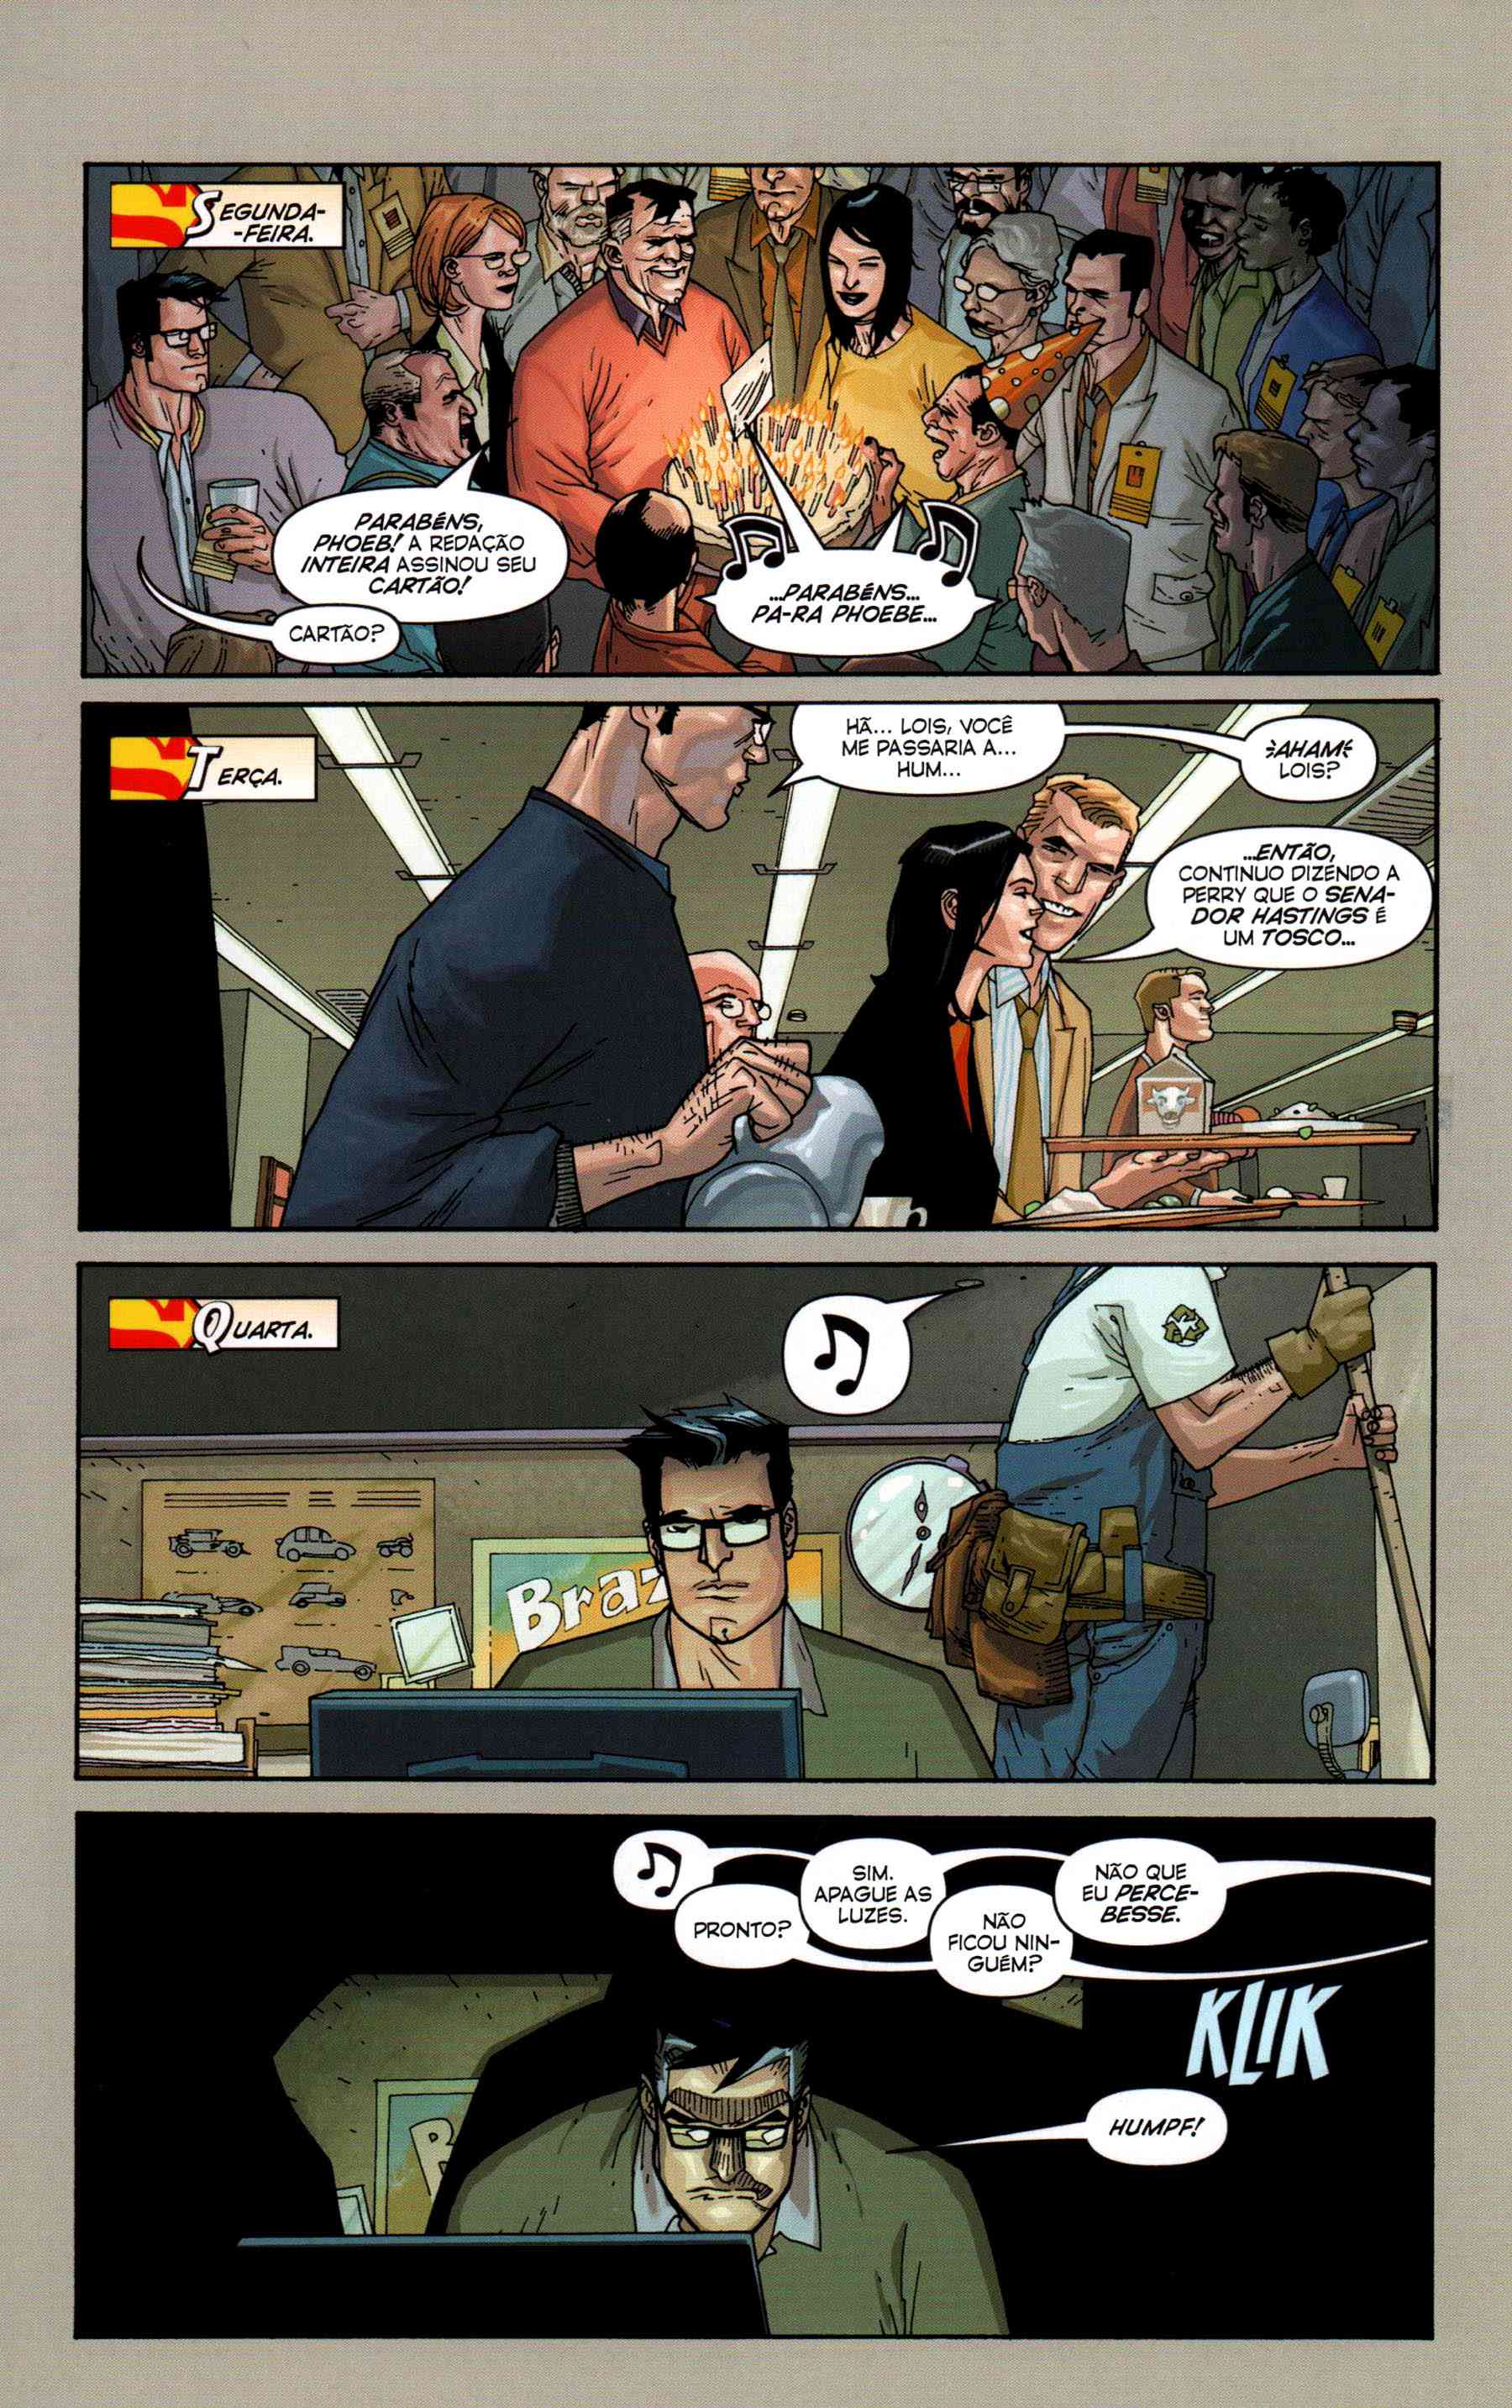 SEGUNDA-
-FEIRA.
PARABÉNS,
PHOEB! A REDAÇÃO
INTEIRA ASSINOU SEU
CARTÃO!
CARTÃO?
...PARABÉNS...
PA-RA PHOEBE...
TERÇA.
HÃ... LOIS, VOCÊ
ME PASSARIA A...
HUM...
AHAM
LOIS?
...ENTÃO,
CONTINUO DIZENDO A
PERRY QUE O SENA-
DOR HASTINGS É
UM TOSCO...
QUARTA.
Braz
PRONTO?
SIM.
APAGUE AS
LUZES.
NÃO
FICOU NIN-
GUÉM?
NÃO QUE
EU PERCE-
BESSE.
KLIK
HUMPF!
B